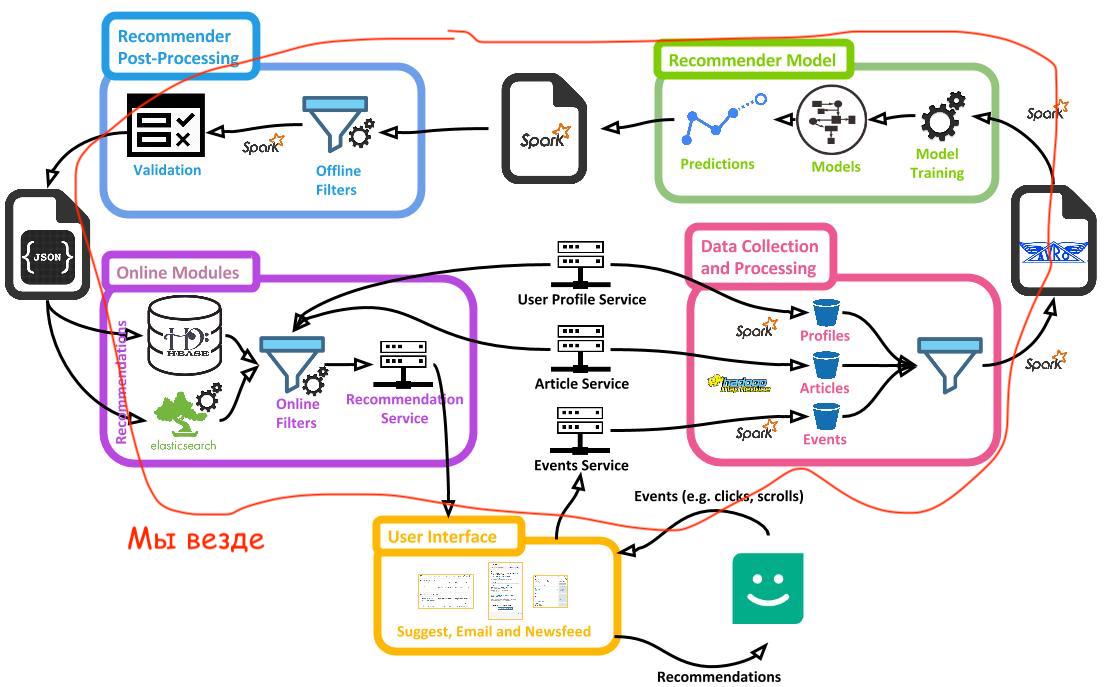 Recommender
Post-Processing
Validation
Spark
Offline
Filters
Spark
Recommender Model
Predictions
Models
Model
Training
Spark
JSON
AVRO
Online Modules
Recommendations
HBASE
elasticsearch
Online
Filters
Recommendation
Service
User Profile Service
Article Service
Events Service
Data Collection
and Processing
Spark
Profiles
hadoop
Map Reduce
Articles
Spark
Events
Spark
Мы везде
Events (e.g. clicks, scrolls)
User Interface
Suggest, Email and Newsfeed
Recommendations